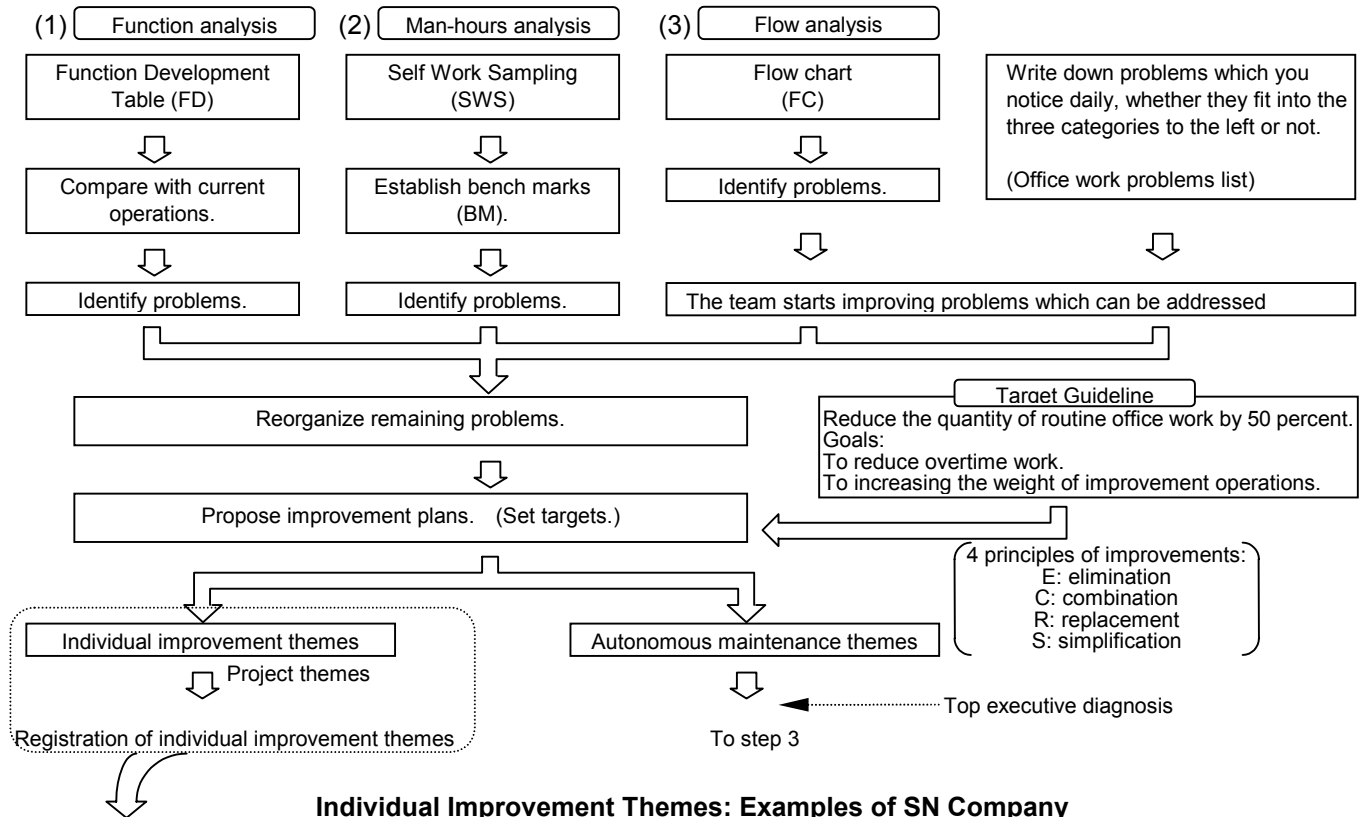 (1) Function analysis
(2) Man-hours analysis
(3) Flow analysis
Function Development
Table (FD)
Self Work Sampling
(SWS)
Flow chart
(FC)
Write down problems which you
notice daily, whether they fit into the
three categories to the left or not.
(Office work problems list)
Compare with current
operations.
Establish bench marks
(BM).
Identify problems.
Identify problems.
Identify problems.
The team starts improving problems which can be addressed
Reorganize remaining problems.
Target Guideline
Reduce the quantity of routine office work by 50 percent.
Goals:
To reduce overtime work.
To increasing the weight of improvement operations.
Propose improvement plans. (Set targets.)
4 principles of improvements:
E: elimination
C: combination
R: replacement
S: simplification
Individual improvement themes
Autonomous maintenance themes
Project themes
Top executive diagnosis
Registration of individual improvement themes
To step 3
Individual Improvement Themes: Examples of SN Company